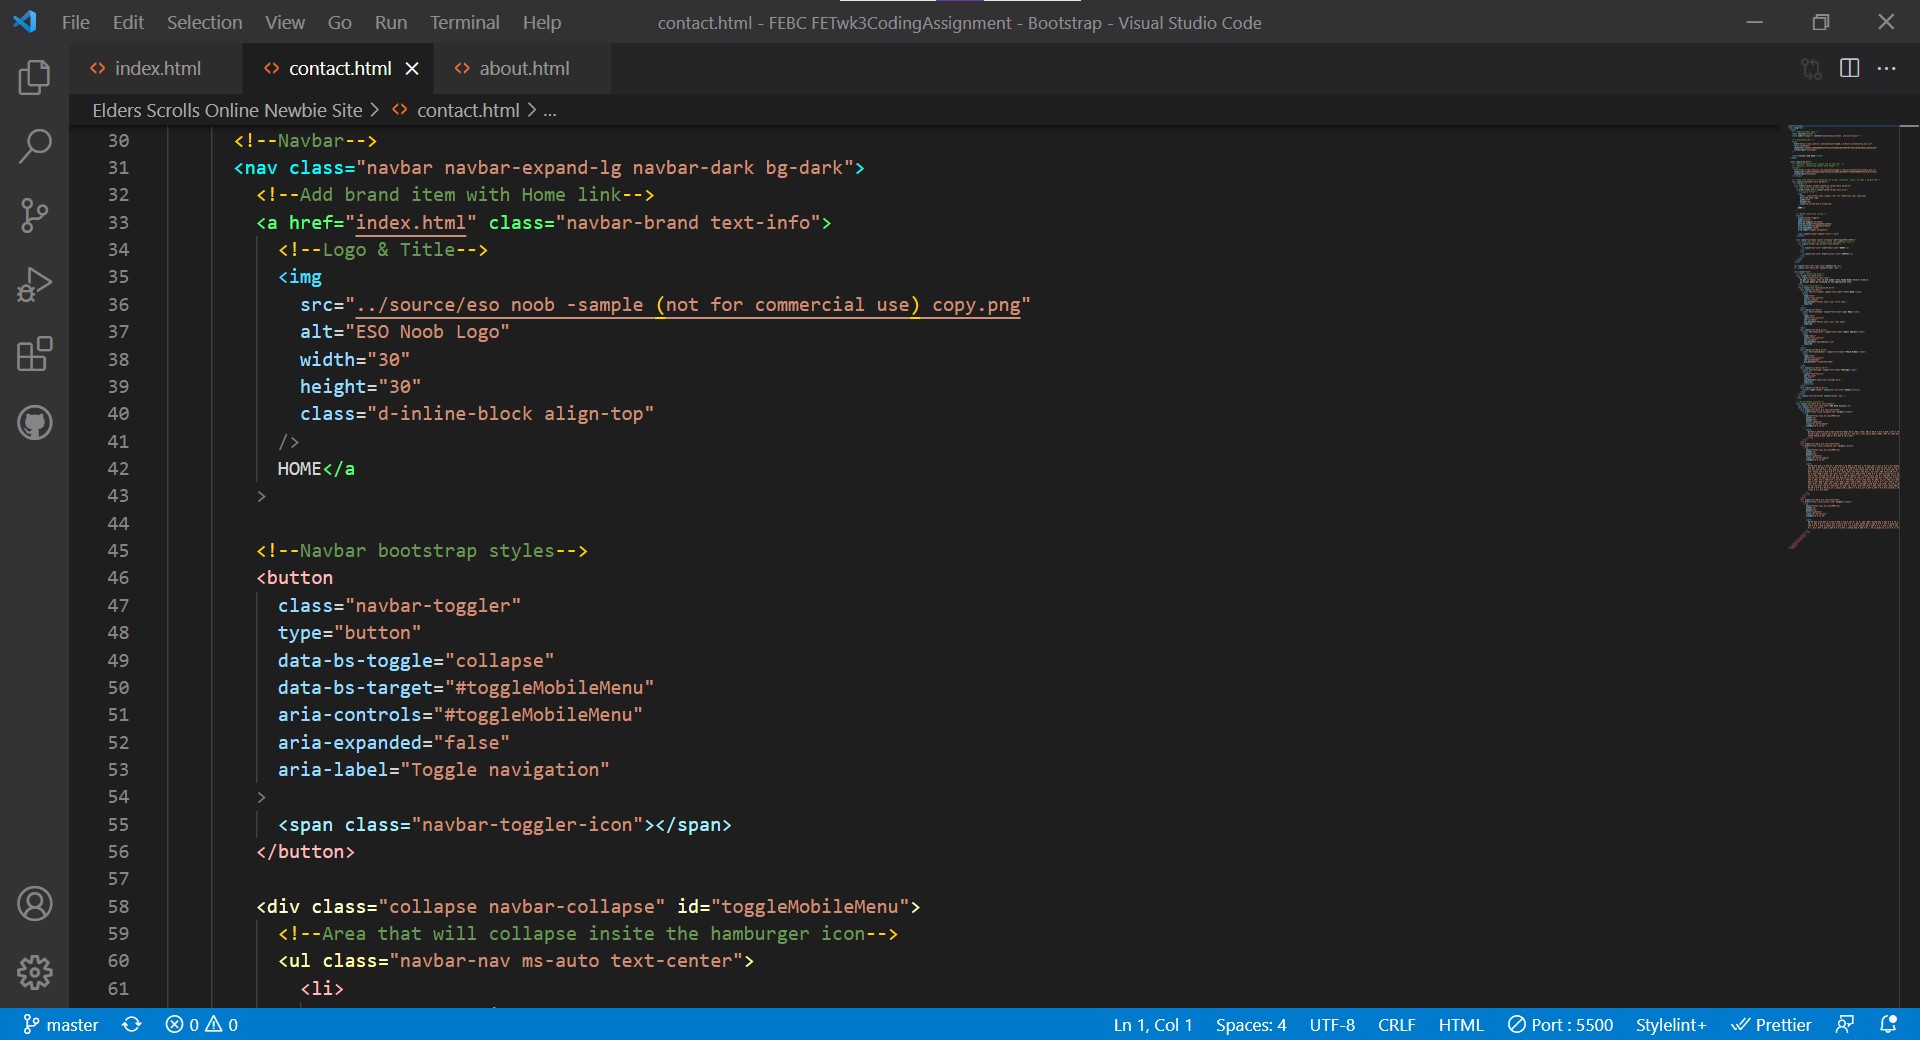 File Edit Selection View Go Run Terminal Help contact.html - FEBC FETwk3CodingAssignment - Bootstrap - Visual Studio Code
index.html contact.html about.html
Elders Scrolls Online Newbie Site > contact.html > ...
30 <!--Navbar-->
31 <nav class="navbar navbar-expand-lg navbar-dark bg-dark">
32 <!--Add brand item with Home link-->
33 <a href="index.html" class="navbar-brand text-info">
34 <!--Logo & Title-->
35 <img
36 src="../source/eso noob -sample (not for commercial use) copy.png"
37 alt="ESO Noob Logo"
38 width="30"
39 height="30"
40 class="d-inline-block align-top"
41 />
42 HOME</a
43 >
44
45 <!--Navbar bootstrap styles-->
46 <button
47 class="navbar-toggler"
48 type="button"
49 data-bs-toggle="collapse"
50 data-bs-target="#toggleMobileMenu"
51 aria-controls="#toggleMobileMenu"
52 aria-expanded="false"
53 aria-label="Toggle navigation"
54 >
55 <span class="navbar-toggler-icon"></span>
56 </button>
57
58 <div class="collapse navbar-collapse" id="toggleMobileMenu">
59 <!--Area that will collapse insite the hamburger icon-->
60 <ul class="navbar-nav ms-auto text-center">
61 <li>
master 0 0 Ln 1, Col 1 Spaces: 4 UTF-8 CRLF HTML Port : 5500 Stylelint+ Prettier